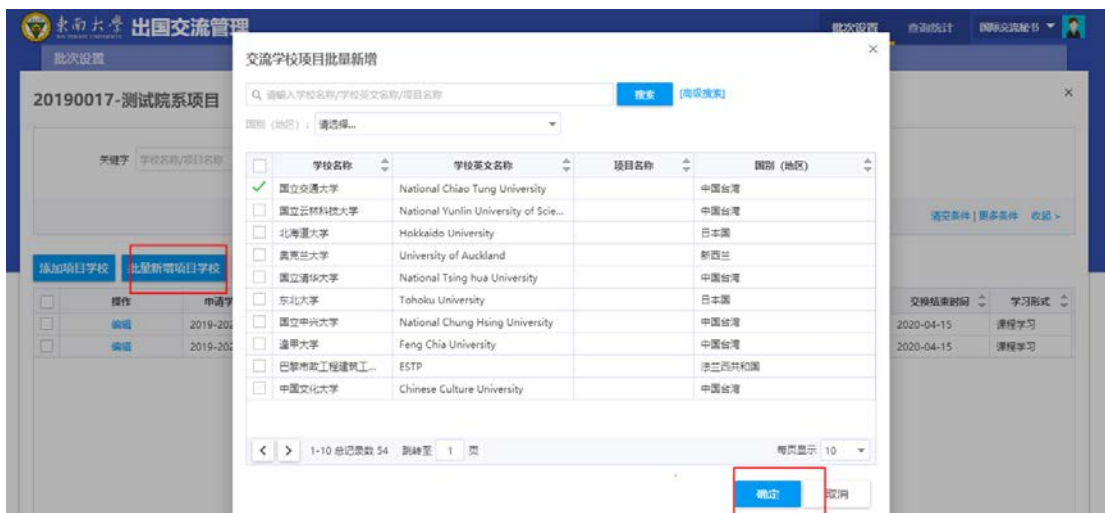 東南大學 出国交流管理
批次设置 查询统计 国际交流秘书
批次设置
20190017-测试院系项目
关键字 学校名称/项目名称
清空条件 | 更多条件 收起
添加项目学校 批量新增项目学校
操作 申请学 交换结束时间 学习形式
编辑 2019-202 2020-04-15 课程学习
编辑 2019-202 2020-04-15 课程学习
交流学校项目批量新增
请输入学校名称/学校英文名称/项目名称 搜索 [高级搜索]
国别（地区）: 请选择...
学校名称 学校英文名称 项目名称 国别（地区）
国立交通大学 National Chiao Tung University 中国台湾
国立云林科技大学 National Yunlin University of Scie... 中国台湾
北海道大学 Hokkaido University 日本国
奥克兰大学 University of Auckland 新西兰
国立清华大学 National Tsing hua University 中国台湾
东北大学 Tohoku University 日本国
国立中兴大学 National Chung Hsing University 中国台湾
逢甲大学 Feng Chia University 中国台湾
巴黎市政工程建筑工... ESTP 法兰西共和国
中国文化大学 Chinese Culture University 中国台湾
1-10 总记录数 54 跳转至 1 页 每页显示 10
确定 取消